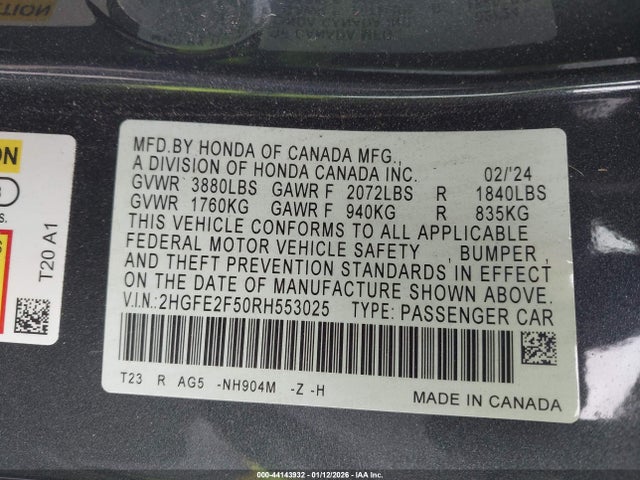 MFD.BY HONDA OF CANADA MFG.,
A DIVISION OF HONDA CANADA INC. 02/'24
GVWR 3880LBS GAWR F 2072LBS R 1840LBS
GVWR 1760KG GAWR F 940KG R 835KG
THIS VEHICLE CONFORMS TO ALL APPLICABLE
FEDERAL MOTOR VEHICLE SAFETY , BUMPER ,
AND THEFT PREVENTION STANDARDS IN EFFECT
ON THE DATE OF MANUFACTURE SHOWN ABOVE.
V.I.N.:2HGFE2F50RH553025 TYPE:PASSENGER CAR
T23 R AG5 -NH904M -Z -H
MADE IN CANADA
T20 A1
000-44143932 - 01/12/2026 - IAA Inc.